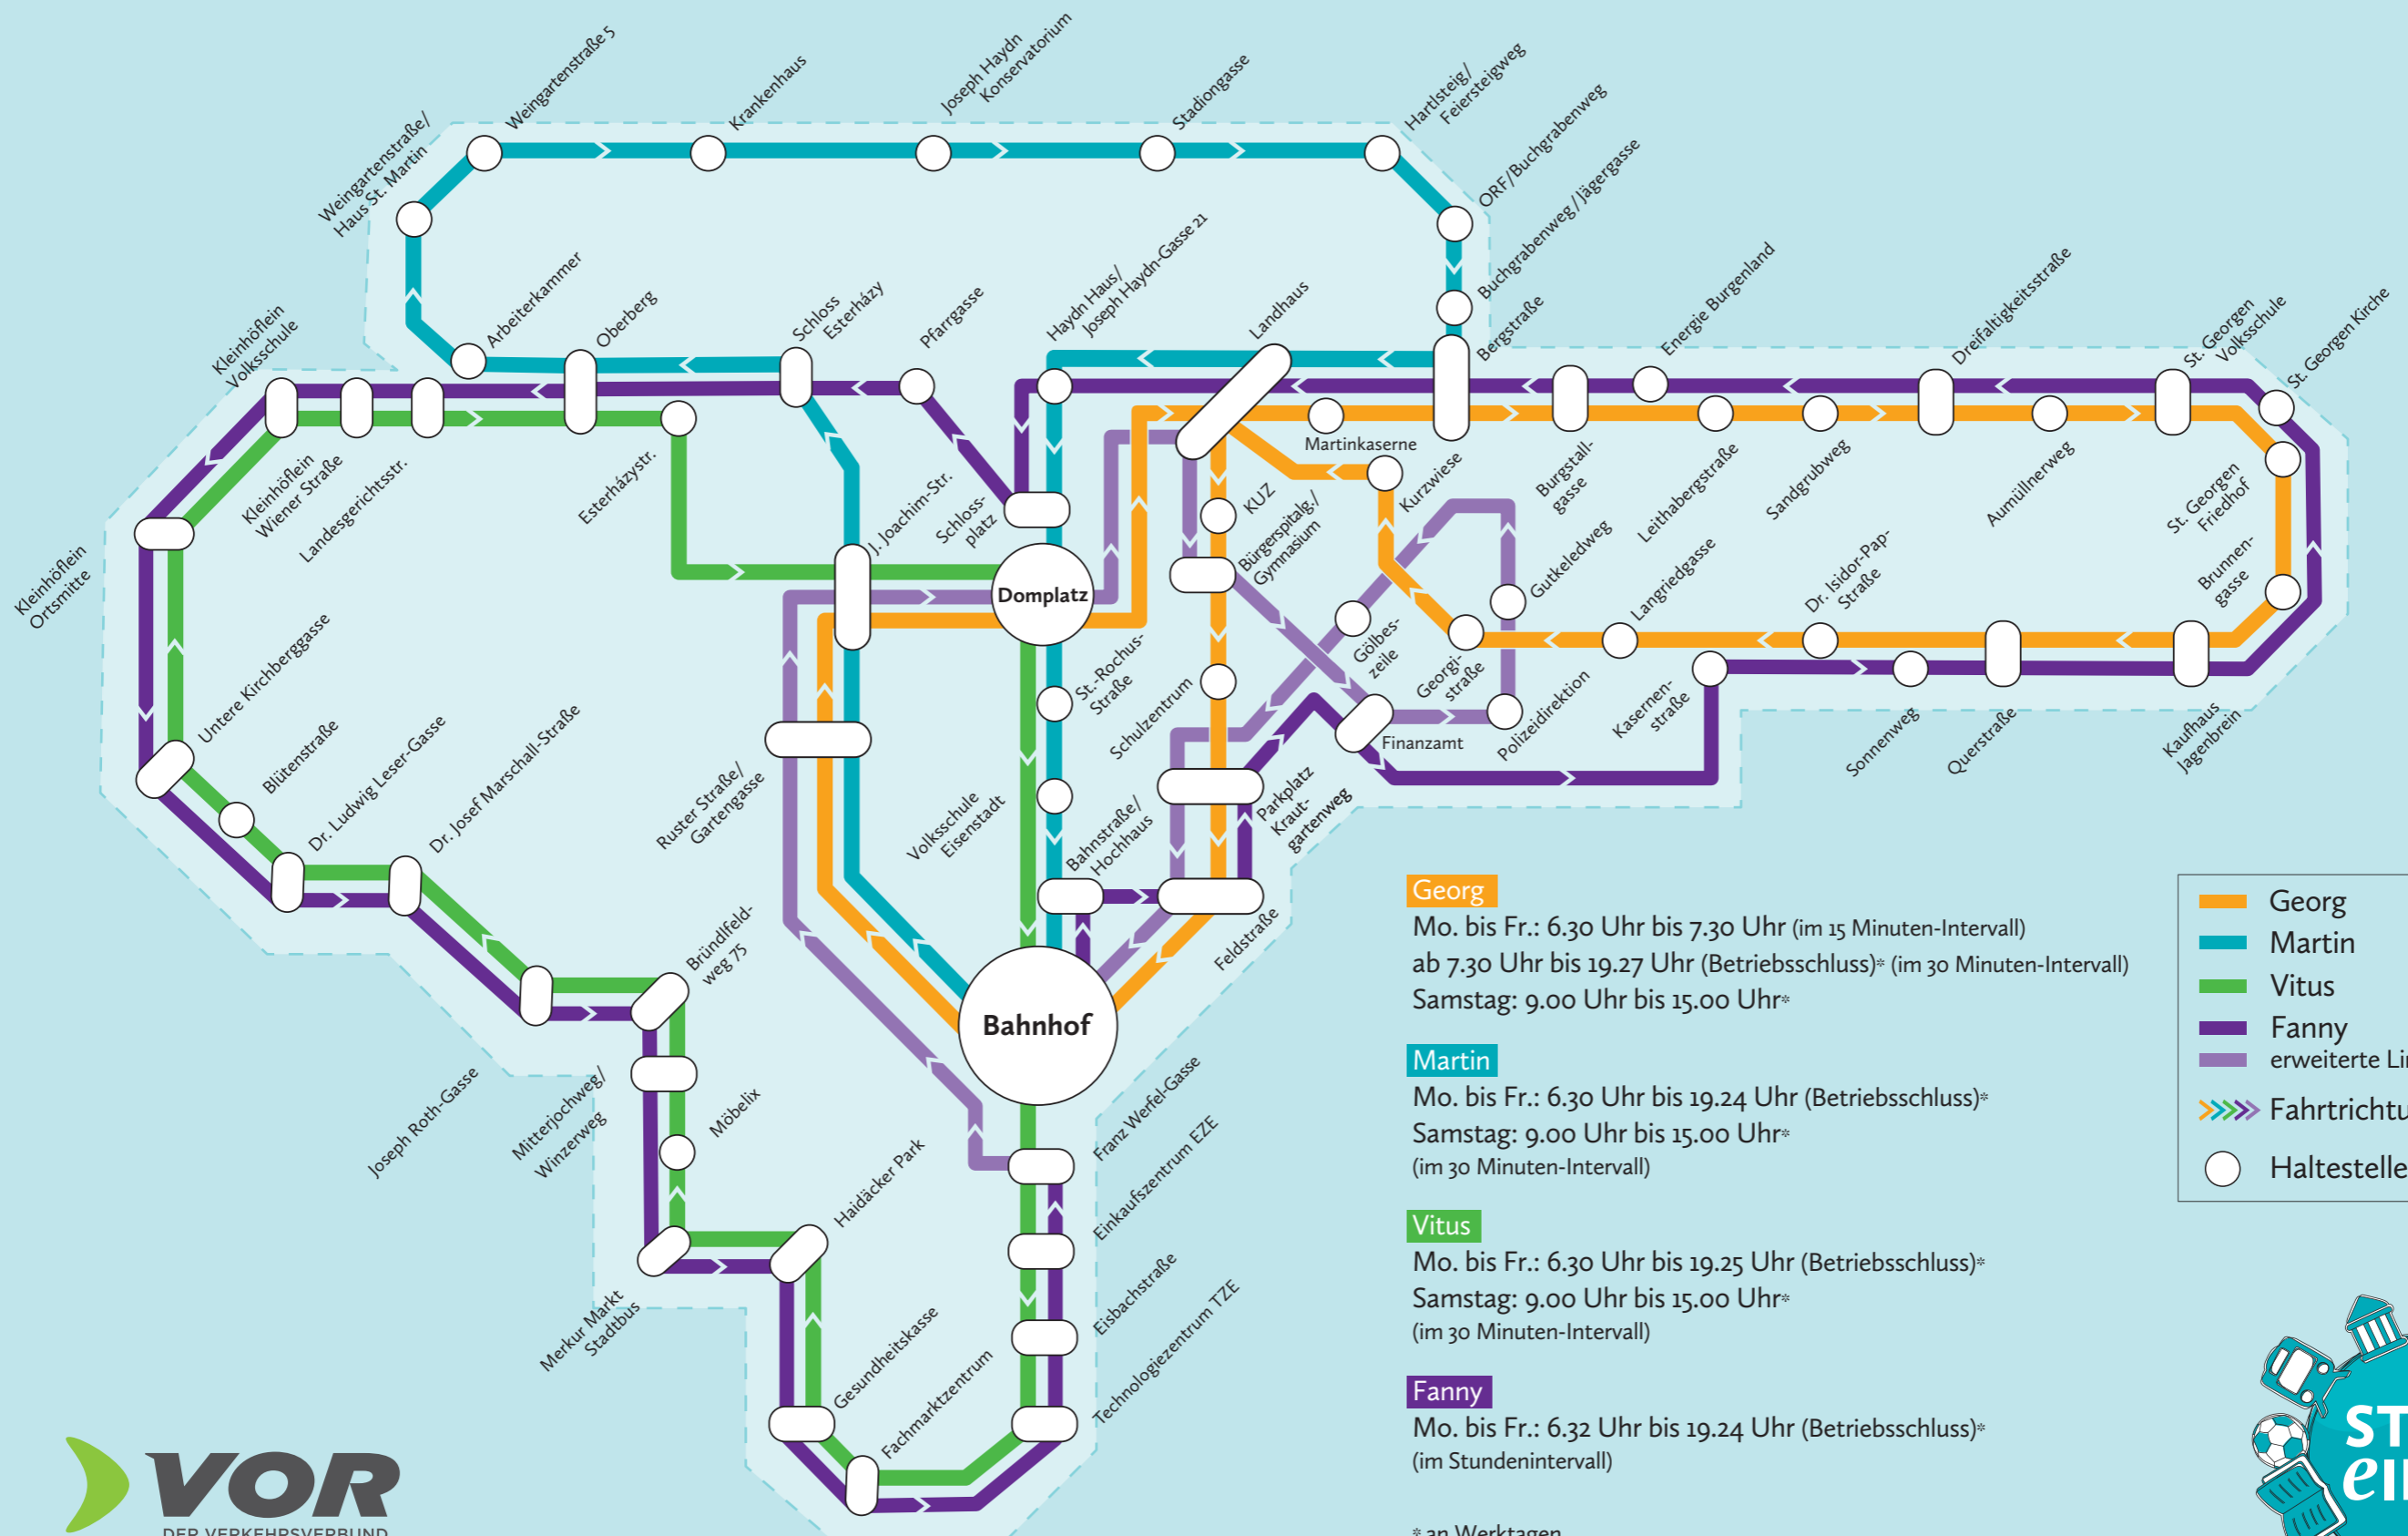 Weingartenstraße 5
Krankenhaus
Joseph Haydn
Konservatorium
Stadiongasse
Hartlsteig/
Feiersteigweg
ORF/Buchgrabenweg
Buchgrabenweg/Jägergasse
Weingartenstraße/
Haus St. Martin
Arbeiterkammer
Oberberg
Schloss
Esterházy
Pfarrgasse
Haydn Haus/
Joseph Haydn-Gasse 21
Landhaus
Bergstraße
Energie Burgenland
Dreifaltigkeitsstraße
St. Georgen
Volksschule
St. Georgen Kirche
Kleinhöflein
Volksschule
Kleinhöflein
Wiener Straße
Landesgerichtsstr.
Esterházystr.
J. Joachim-Str.
Schloss-
platz
Martinkaserne
Kurzwiese
Burgstall-
gasse
Leithabergstraße
Sandgrubweg
Aumüllnerweg
St. Georgen
Friedhof
Brunnen-
gasse
KUZ
Bürgerspitalg./
Gymnasium
Gutkeledweg
Langriedgasse
Dr. Isidor-Pap-
Straße
Kleinhöflein
Ortsmitte
Domplatz
St.-Rochus-
Straße
Schulzentrum
Gölbes-
zeile
Georgi-
straße
Finanzamt
Polizeidirektion
Kasernen-
straße
Sonnenweg
Querstraße
Kaufhaus
Jagenbrein
Untere Kirchberggasse
Blütenstraße
Dr. Ludwig Leser-Gasse
Dr. Josef Marschall-Straße
Ruster Straße/
Gartengasse
Volksschule
Eisenstadt
Bahnstraße/
Hochhaus
Parkplatz
Kraut-
gartenweg
Feldstraße
Bahnhof
Bründlfeld-
weg 75
Joseph Roth-Gasse
Mitterjochweg/
Winzerweg
Möbelix
Merkur Markt
Stadtbus
Haidäcker Park
Gesundheitskasse
Fachmarktzentrum
Franz Werfel-Gasse
Einkaufszentrum EZE
Eisbachstraße
Technologiezentrum TZE
Georg
Mo. bis Fr.: 6.30 Uhr bis 7.30 Uhr (im 15 Minuten-Intervall)
ab 7.30 Uhr bis 19.27 Uhr (Betriebsschluss)* (im 30 Minuten-Intervall)
Samstag: 9.00 Uhr bis 15.00 Uhr*
Martin
Mo. bis Fr.: 6.30 Uhr bis 19.24 Uhr (Betriebsschluss)*
Samstag: 9.00 Uhr bis 15.00 Uhr*
(im 30 Minuten-Intervall)
Vitus
Mo. bis Fr.: 6.30 Uhr bis 19.25 Uhr (Betriebsschluss)*
Samstag: 9.00 Uhr bis 15.00 Uhr*
(im 30 Minuten-Intervall)
Fanny
Mo. bis Fr.: 6.32 Uhr bis 19.24 Uhr (Betriebsschluss)*
(im Stundenintervall)
* an Werktagen
Georg
Martin
Vitus
Fanny
erweiterte Li
Fahrtrichtu
Haltestelle
VOR
DER VERKEHRSVERBUND
ST
eI